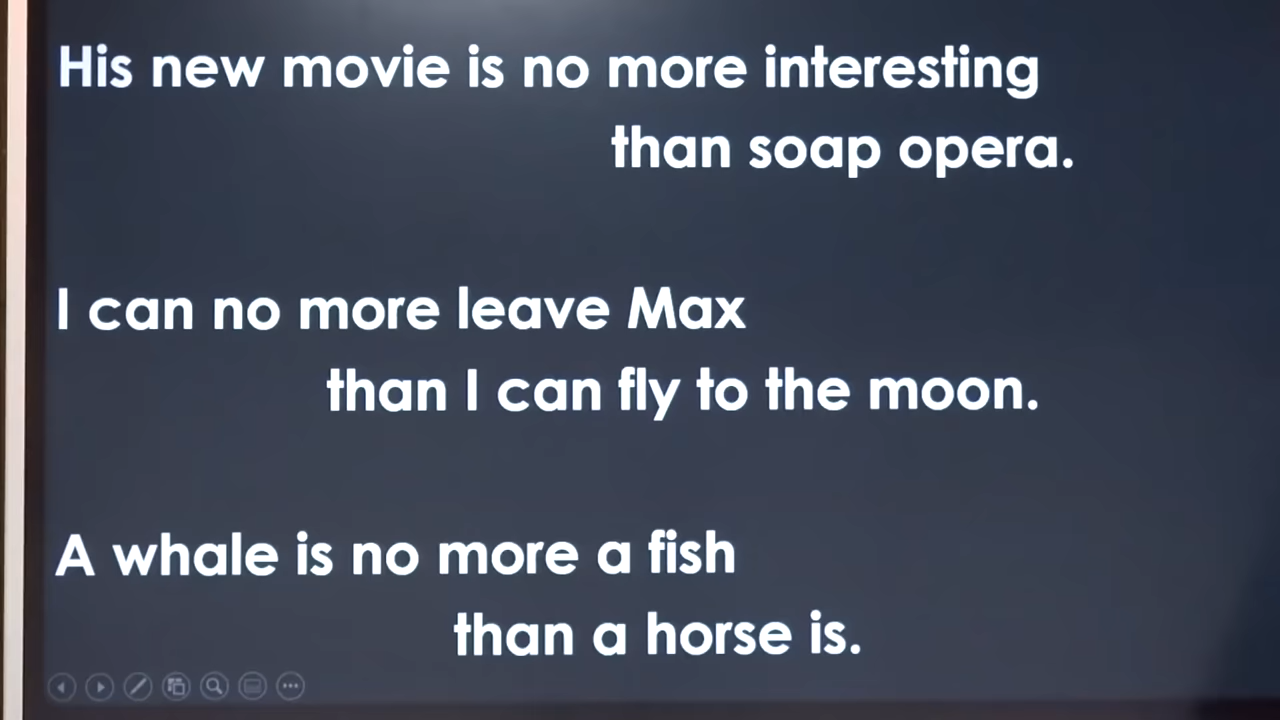 His new movie is no more interesting
than soap opera.
I can no more leave Max
than I can fly to the moon.
A whale is no more a fish
than a horse is.